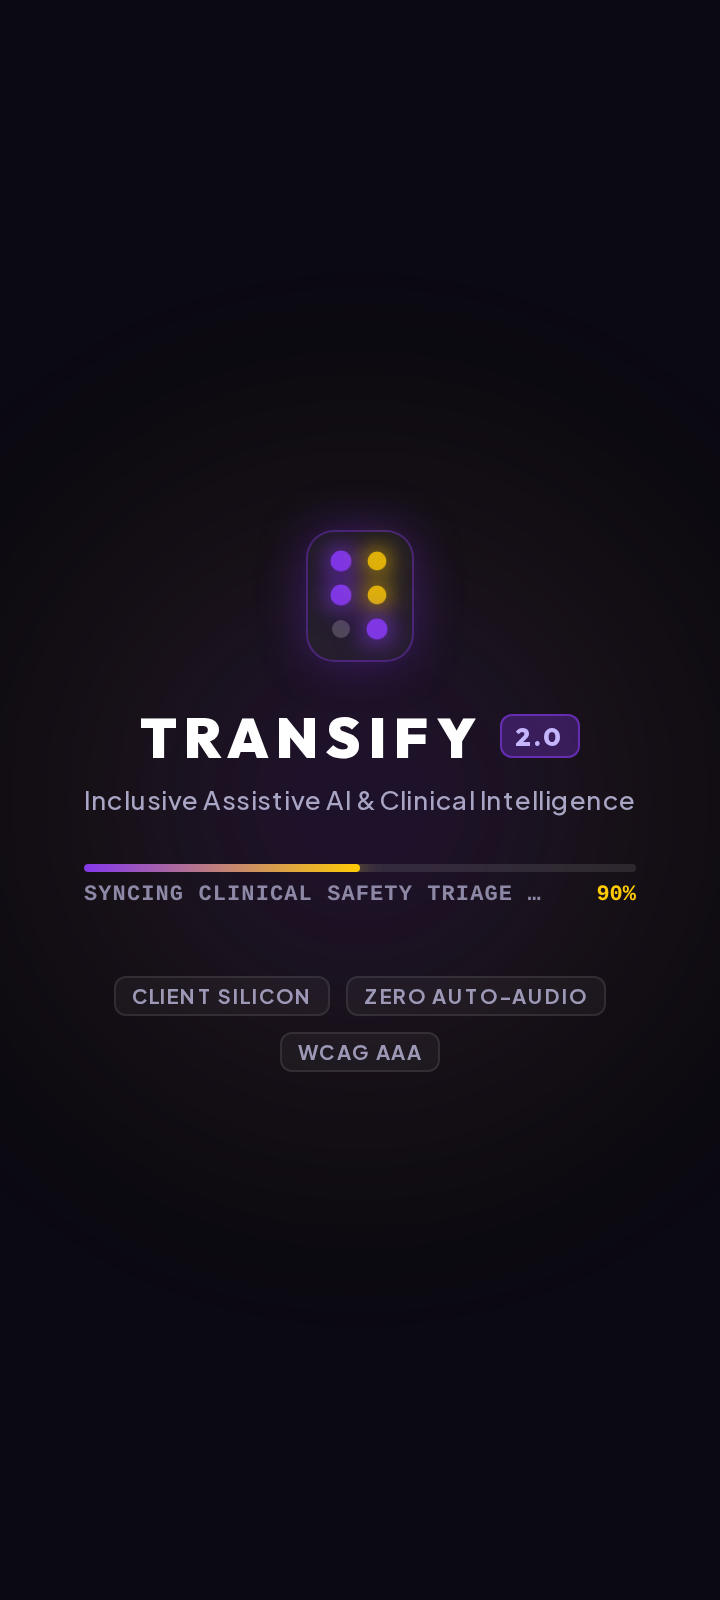 TRANSIFY 2.0
Inclusive Assistive AI & Clinical Intelligence
SYNCING CLINICAL SAFETY TRIAGE … 90%
CLIENT SILICON ZERO AUTO-AUDIO
WCAG AAA